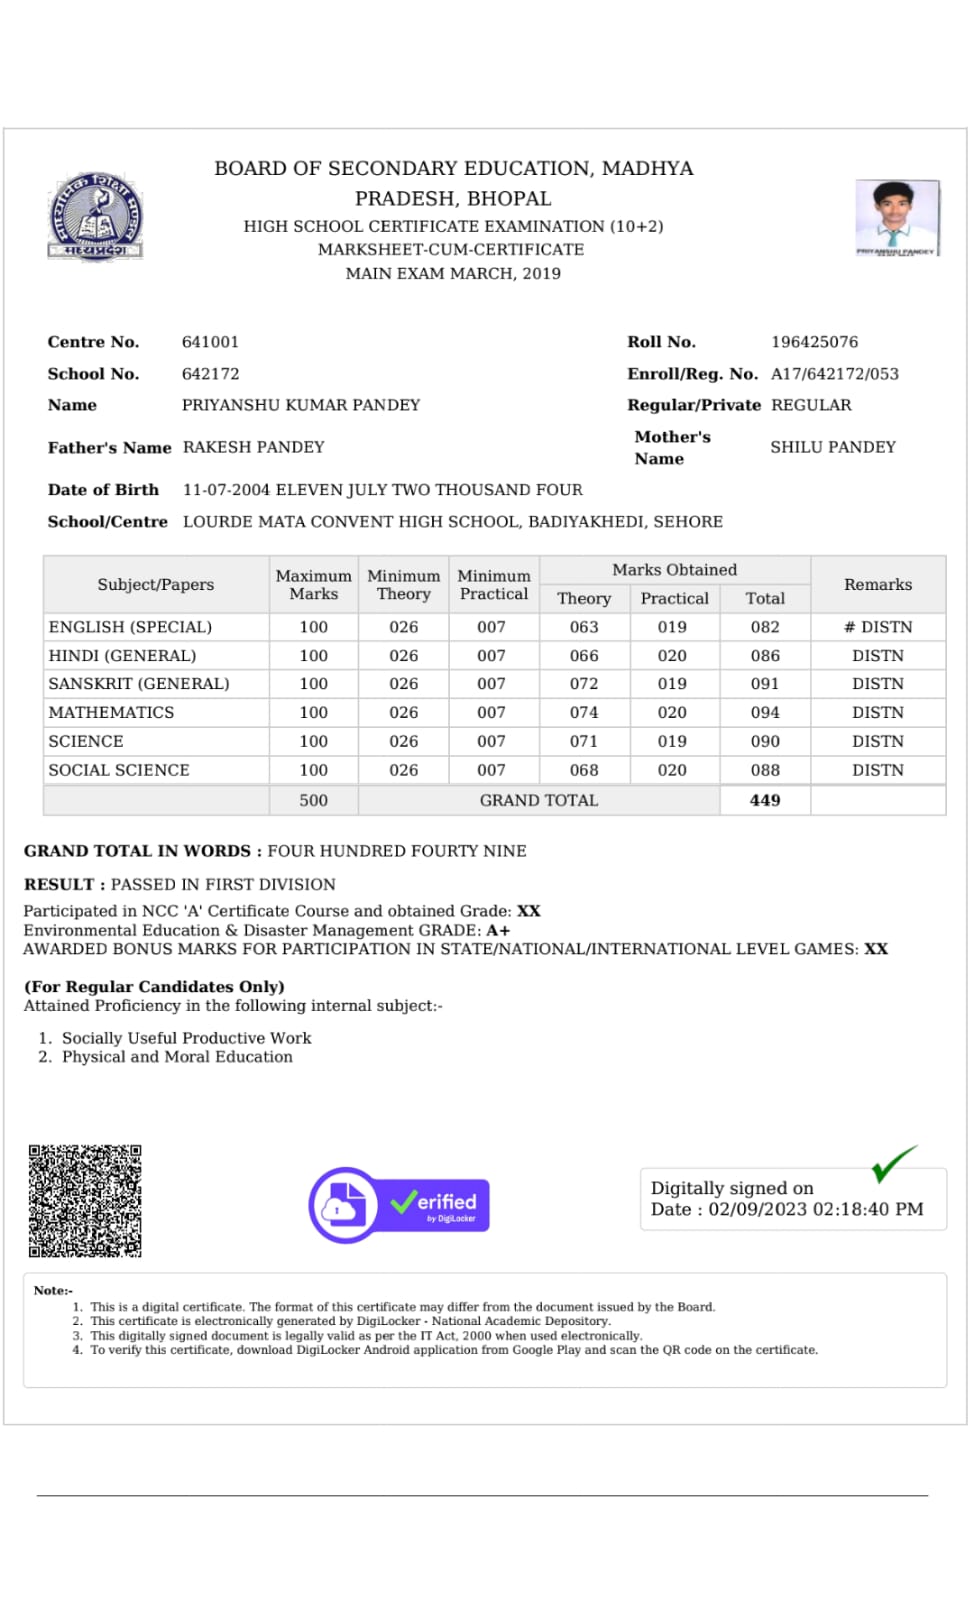 BOARD OF SECONDARY EDUCATION, MADHYA
PRADESH, BHOPAL
HIGH SCHOOL CERTIFICATE EXAMINATION (10+2)
MARKSHEET-CUM-CERTIFICATE
MAIN EXAM MARCH, 2019
माध्यमिक शिक्षा मण्डल
मध्यप्रदेश
PRIYANSHU PANDEY
Centre No. 641001 Roll No. 196425076
School No. 642172 Enroll/Reg. No. A17/642172/053
Name PRIYANSHU KUMAR PANDEY Regular/Private REGULAR
Father's Name RAKESH PANDEY Mother's Name SHILU PANDEY
Date of Birth 11-07-2004 ELEVEN JULY TWO THOUSAND FOUR
School/Centre LOURDE MATA CONVENT HIGH SCHOOL, BADIYAKHEDI, SEHORE
Subject/Papers Maximum Marks Minimum Theory Minimum Practical Marks Obtained Remarks
Theory Practical Total
ENGLISH (SPECIAL) 100 026 007 063 019 082 # DISTN
HINDI (GENERAL) 100 026 007 066 020 086 DISTN
SANSKRIT (GENERAL) 100 026 007 072 019 091 DISTN
MATHEMATICS 100 026 007 074 020 094 DISTN
SCIENCE 100 026 007 071 019 090 DISTN
SOCIAL SCIENCE 100 026 007 068 020 088 DISTN
500 GRAND TOTAL 449
GRAND TOTAL IN WORDS : FOUR HUNDRED FOURTY NINE
RESULT : PASSED IN FIRST DIVISION
Participated in NCC 'A' Certificate Course and obtained Grade: XX
Environmental Education & Disaster Management GRADE: A+
AWARDED BONUS MARKS FOR PARTICIPATION IN STATE/NATIONAL/INTERNATIONAL LEVEL GAMES: XX
(For Regular Candidates Only)
Attained Proficiency in the following internal subject:-
1. Socially Useful Productive Work
2. Physical and Moral Education
Verified
by DigiLocker
Digitally signed on
Date : 02/09/2023 02:18:40 PM
Note:-
1. This is a digital certificate. The format of this certificate may differ from the document issued by the Board.
2. This certificate is electronically generated by DigiLocker - National Academic Depository.
3. This digitally signed document is legally valid as per the IT Act, 2000 when used electronically.
4. To verify this certificate, download DigiLocker Android application from Google Play and scan the QR code on the certificate.